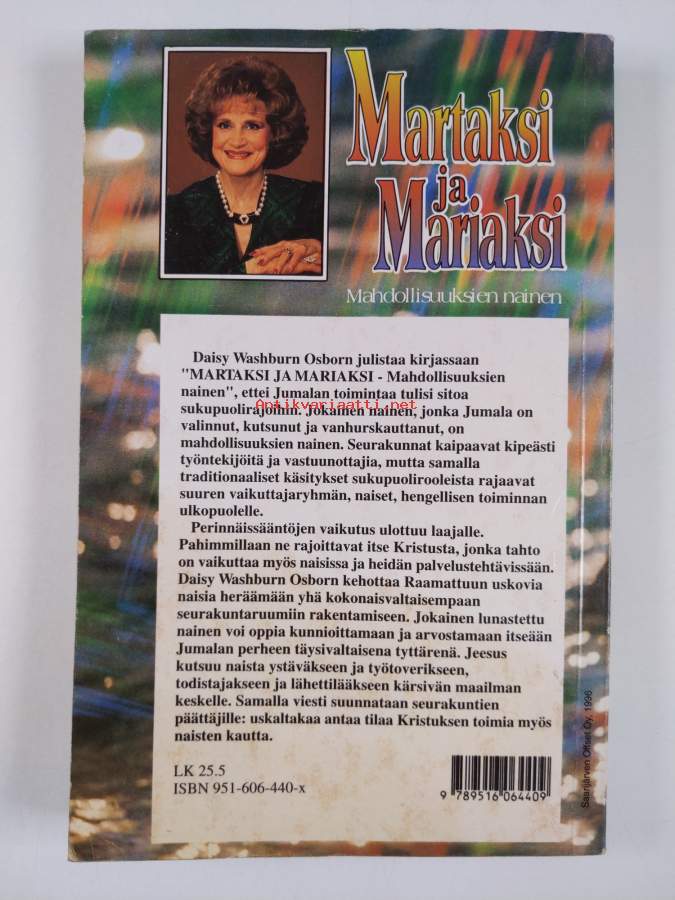 Martaksi
ja
Mariaksi
Mahdollisuuksien nainen
Daisy Washburn Osborn julistaa kirjassaan
"MARTAKSI JA MARIAKSI - Mahdollisuuksien
nainen", ettei Jumalan toimintaa tulisi sitoa
Antikvariaatti.net
sukupuolirajoihin. Jokainen nainen, jonka Jumala on
valinnut, kutsunut ja vanhurskauttanut, on
mahdollisuuksien nainen. Seurakunnat kaipaavat kipeästi
työntekijöitä ja vastuunottajia, mutta samalla
traditionaaliset käsitykset sukupuolirooleista rajaavat
suuren vaikuttajaryhmän, naiset, hengellisen toiminnan
ulkopuolelle.
Perinnäissääntöjen vaikutus ulottuu laajalle.
Pahimmillaan ne rajoittavat itse Kristusta, jonka tahto
on vaikuttaa myös naisissa ja heidän palvelustehtävissään.
Daisy Washburn Osborn kehottaa Raamattuun uskovia
naisia heräämään yhä kokonaisvaltaisempaan
seurakuntaruumiin rakentamiseen. Jokainen lunastettu
nainen voi oppia kunnioittamaan ja arvostamaan itseään
Jumalan perheen täysivaltaisena tyttärenä. Jeesus
kutsuu naista ystäväkseen ja työtoverikseen,
todistajakseen ja lähettilääkseen kärsivän maailman
keskelle. Samalla viesti suunnataan seurakuntien
päättäjille: uskaltakaa antaa tilaa Kristuksen toimia myös
naisten kautta.
LK 25.5
ISBN 951-606-440-x
9 789516 064409
Saarijärven Offset Oy, 1996